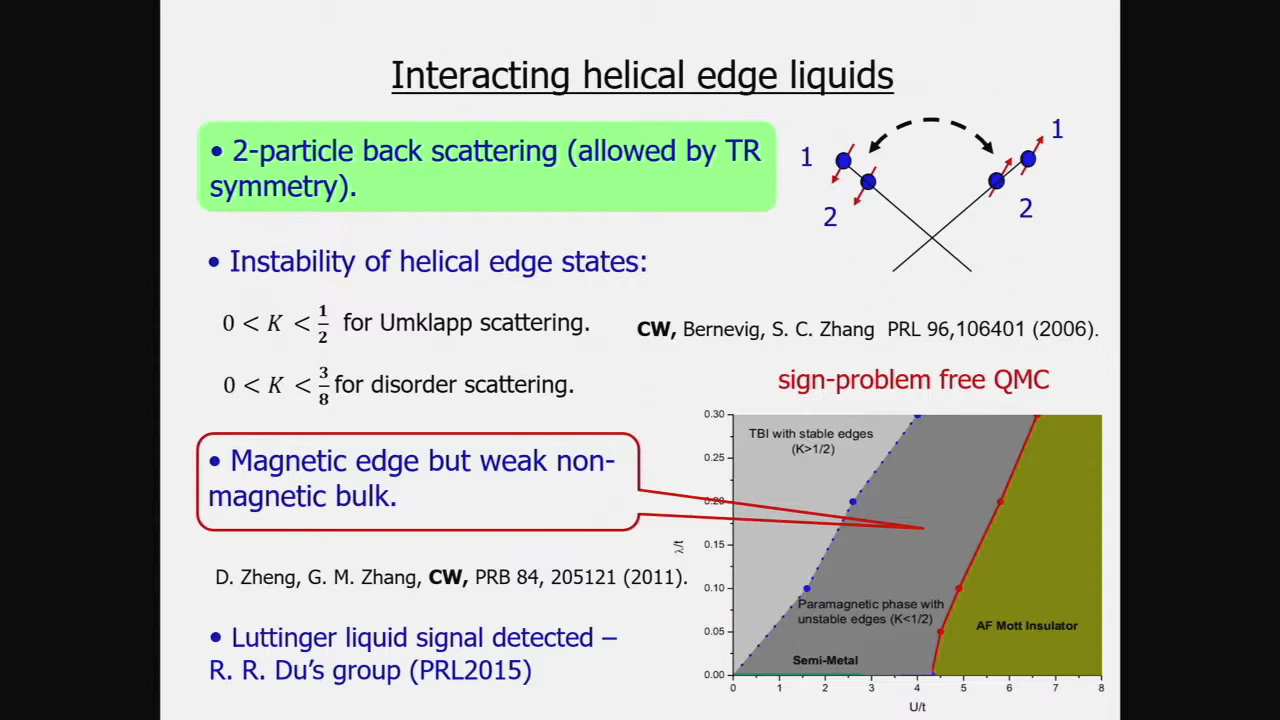 Interacting helical edge liquids
• 2-particle back scattering (allowed by TR
symmetry).
1
1
2
2
• Instability of helical edge states:
0 < K < 1/2 for Umklapp scattering.
CW, Bernevig, S. C. Zhang PRL 96,106401 (2006).
0 < K < 3/8 for disorder scattering.
sign-problem free QMC
• Magnetic edge but weak non-
magnetic bulk.
D. Zheng, G. M. Zhang, CW, PRB 84, 205121 (2011).
• Luttinger liquid signal detected –
R. R. Du's group (PRL2015)
0.30
0.25
0.20
0.15
0.10
0.05
0.00
λ/t
TBI with stable edges
(K>1/2)
Paramagnetic phase with
unstable edges (K<1/2)
AF Mott Insulator
Semi-Metal
0 1 2 3 4 5 6 7 8
U/t